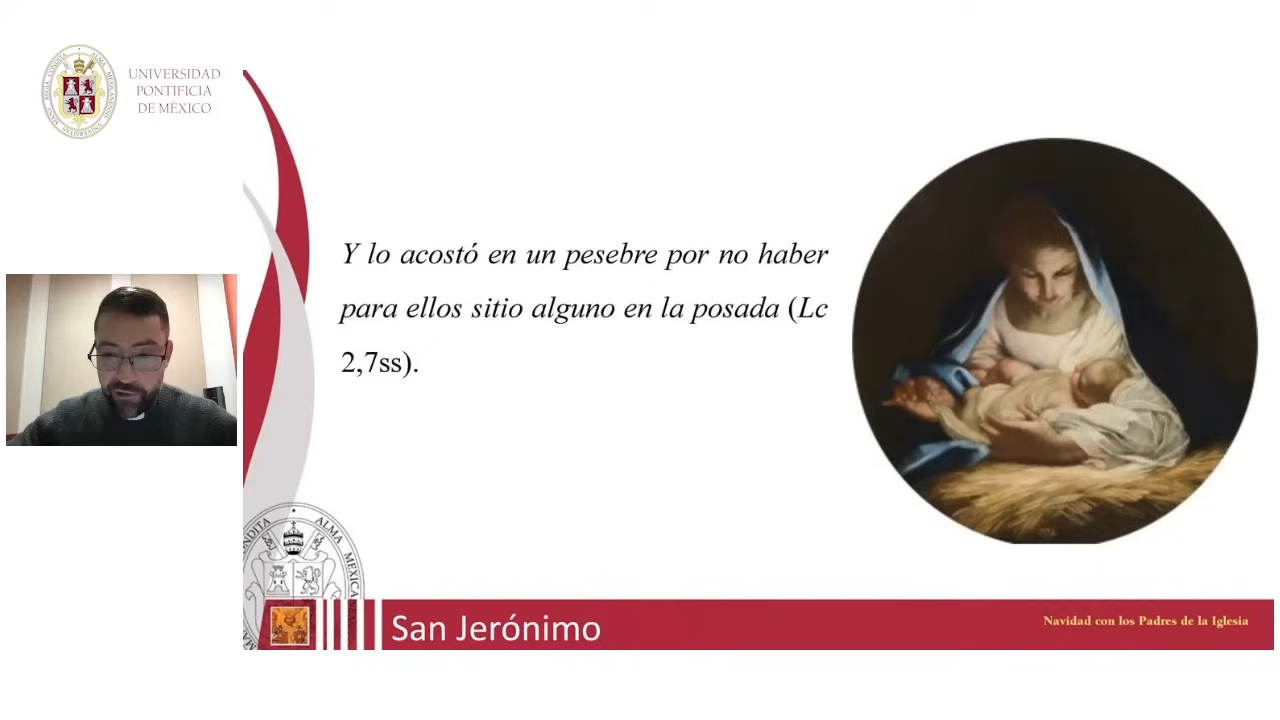 UNIVERSIDAD
PONTIFICIA
DE MÉXICO
Y lo acostó en un pesebre por no haber
para ellos sitio alguno en la posada (Lc
2,7ss).
San Jerónimo
Navidad con los Padres de la Iglesia